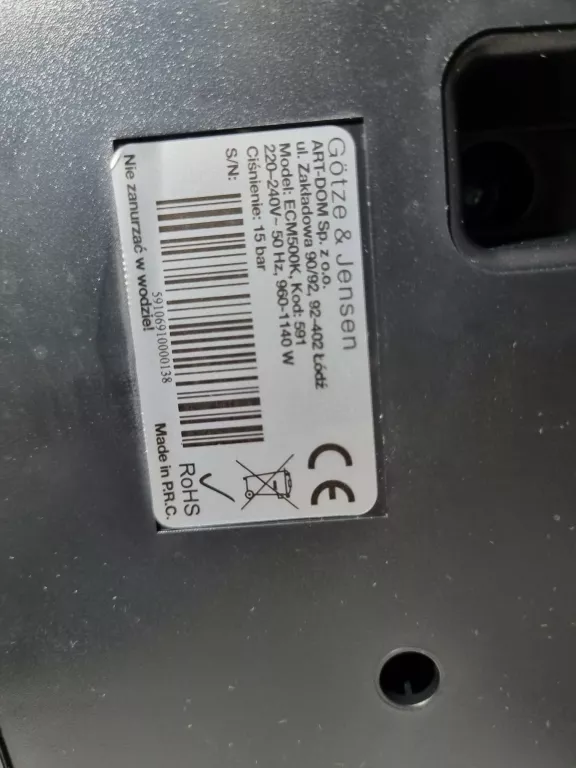 Götze & Jensen
ART-DOM Sp. z o.o.
ul. Zakładowa 90/92, 92-402 Łódź
Model: ECM500K, Kod: 591
220-240V~ 50 Hz, 960-1140 W
Ciśnienie: 15 bar
S/N:
59106910000138
CE
RoHS
Nie zanurzać w wodzie!
Made in P.R.C.